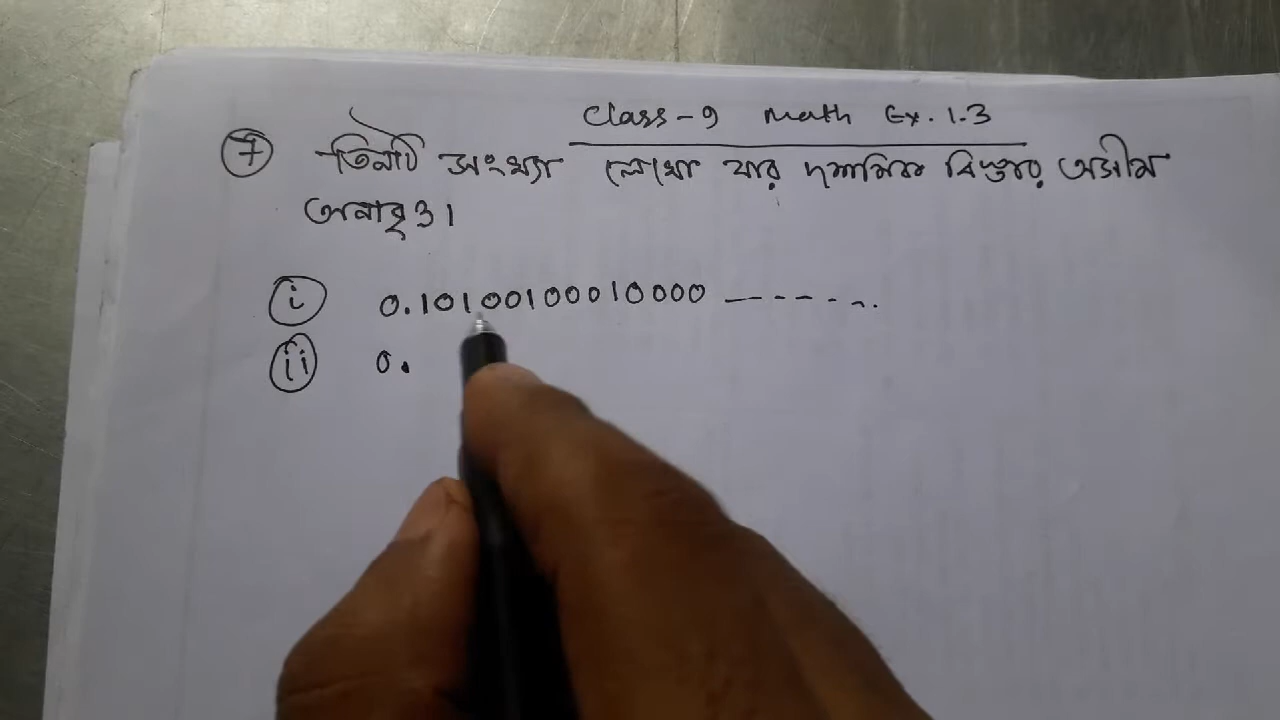 Class-9 Math Ex. 1.3
7 তিনটি সংখ্যা লেখো যার দশমিক বিস্তার অসীম
অনাবৃত।
i 0.10100100010000 -------
ii 0.